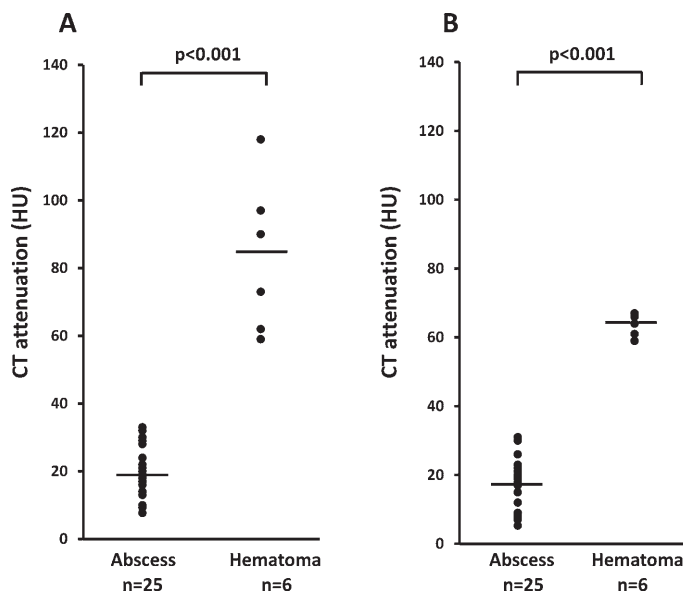 A
p<0.001
CT attenuation (HU)
140
120
100
80
60
40
20
0
Abscess
n=25
Hematoma
n=6
B
p<0.001
CT attenuation (HU)
140
120
100
80
60
40
20
0
Abscess
n=25
Hematoma
n=6